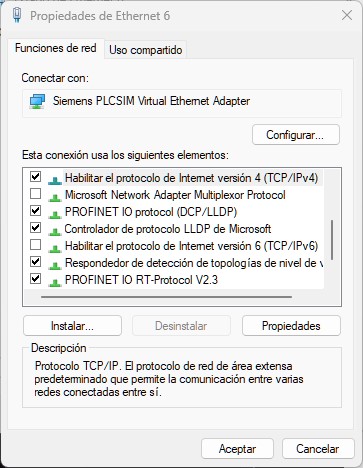 Propiedades de Ethernet 6
Funciones de red
Uso compartido
Conectar con:
Siemens PLCSIM Virtual Ethernet Adapter
Configurar...
Esta conexión usa los siguientes elementos:
Habilitar el protocolo de Internet versión 4 (TCP/IPv4)
Microsoft Network Adapter Multiplexor Protocol
PROFINET IO protocol (DCP/LLDP)
Controlador de protocolo LLDP de Microsoft
Habilitar el protocolo de Internet versión 6 (TCP/IPv6)
Respondedor de detección de topologías de nivel de v
PROFINET IO RT-Protocol V2.3
Instalar...
Desinstalar
Propiedades
Descripción
Protocolo TCP/IP. El protocolo de red de área extensa
predeterminado que permite la comunicación entre varias
redes conectadas entre sí.
Aceptar
Cancelar